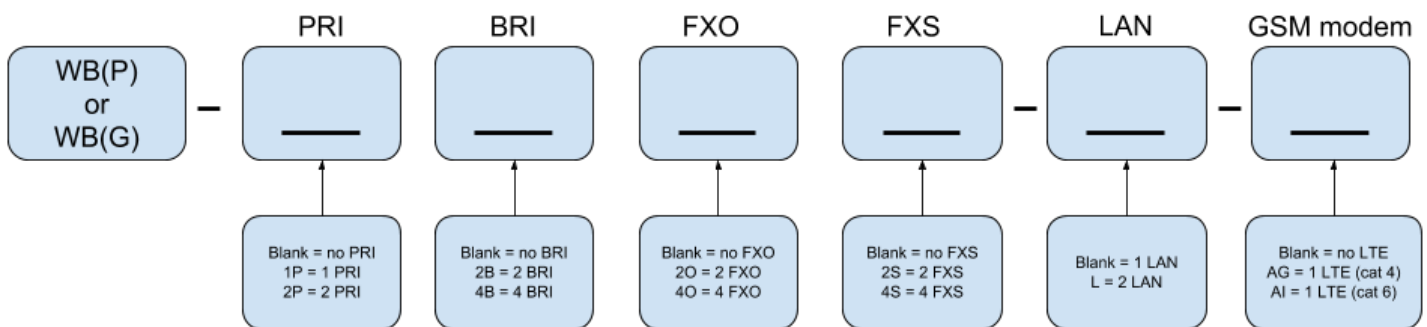 PRI BRI FXO FXS LAN GSM modem
WB(P)
or
WB(G)
– – –
Blank = no PRI
1P = 1 PRI
2P = 2 PRI
Blank = no BRI
2B = 2 BRI
4B = 4 BRI
Blank = no FXO
2O = 2 FXO
4O = 4 FXO
Blank = no FXS
2S = 2 FXS
4S = 4 FXS
Blank = 1 LAN
L = 2 LAN
Blank = no LTE
AG = 1 LTE (cat 4)
AI = 1 LTE (cat 6)